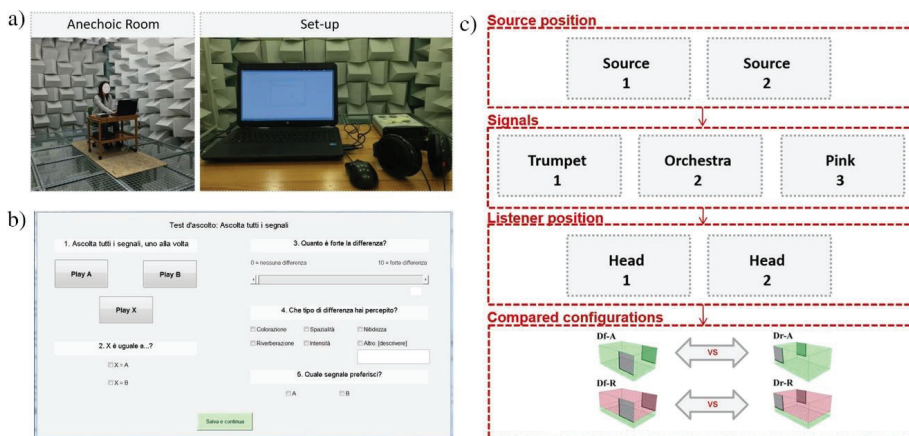 a)
Anechoic Room
Set-up
b)
Test d'ascolto: Ascolta tutti i segnali
1. Ascolta tutti i segnali, uno alla volta
Play A
Play B
Play X
2. X è uguale a...?
X = A
X = B
3. Quanto è forte la differenza?
0 = nessuna differenza
10 = forte differenza
4. Che tipo di differenza hai percepito?
Colorazione
Spazialità
Nitidezza
Riverberazione
Intensità
Altro: [descrivere]
5. Quale segnale preferisci?
A
B
Salva e continua
c)
Source position
Source
1
Source
2
Signals
Trumpet
1
Orchestra
2
Pink
3
Listener position
Head
1
Head
2
Compared configurations
Df-A
VS
Dr-A
Df-R
VS
Dr-R